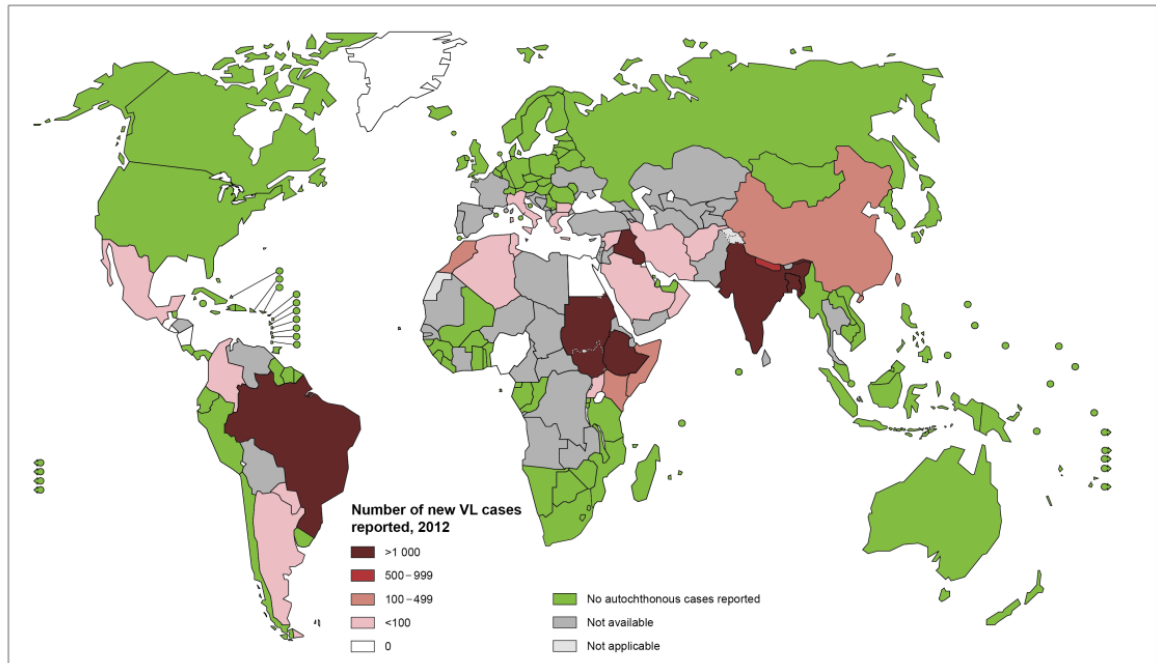 Number of new VL cases
reported, 2012
>1 000
500–999
100–499
<100
0
No autochthonous cases reported
Not available
Not applicable